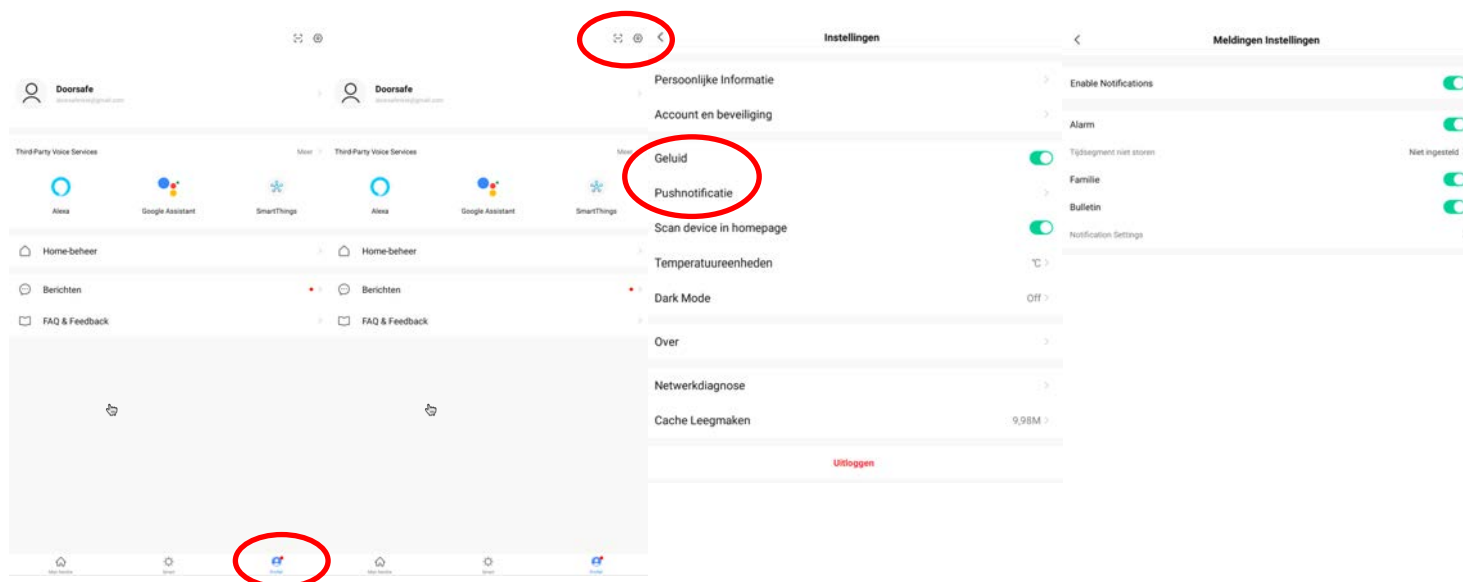 Doorsafe
Third-Party Voice Services
Meer
Alexa
Google Assistant
SmartThings
Home-beheer
Berichten
FAQ & Feedback
Doorsafe
Third-Party Voice Services
Alexa
Google Assistant
SmartThings
Home-beheer
Berichten
FAQ & Feedback
Instellingen
Persoonlijke Informatie
Account en beveiliging
Geluid
Pushnotificatie
Scan device in homepage
Temperatuureenheden °C
Dark Mode Off
Over
Netwerkdiagnose
Cache Leegmaken 9,98M
Uitloggen
Meldingen Instellingen
Enable Notifications
Alarm
Tijdsegment niet storen Niet ingesteld
Familie
Bulletin
Notification Settings